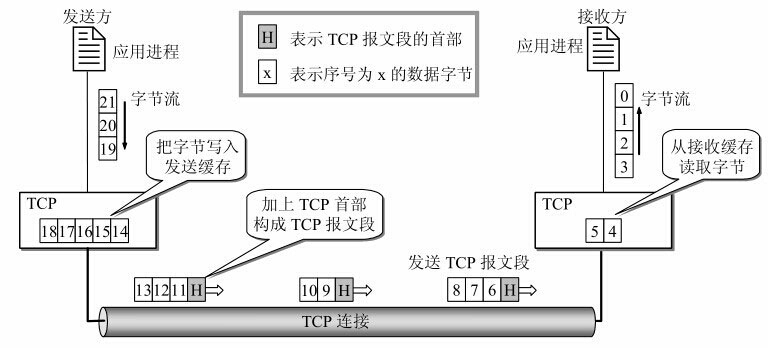 发送方
接收方
应用进程
应用进程
H 表示 TCP 报文段的首部
x 表示序号为 x 的数据字节
21
20
19
字节流
0
1
2
3
字节流
把字节写入
发送缓存
从接收缓存
读取字节
TCP
18 17 16 15 14
TCP
5 4
加上 TCP 首部
构成 TCP 报文段
发送 TCP 报文段
13 12 11 H
10 9 H
8 7 6 H
TCP 连接